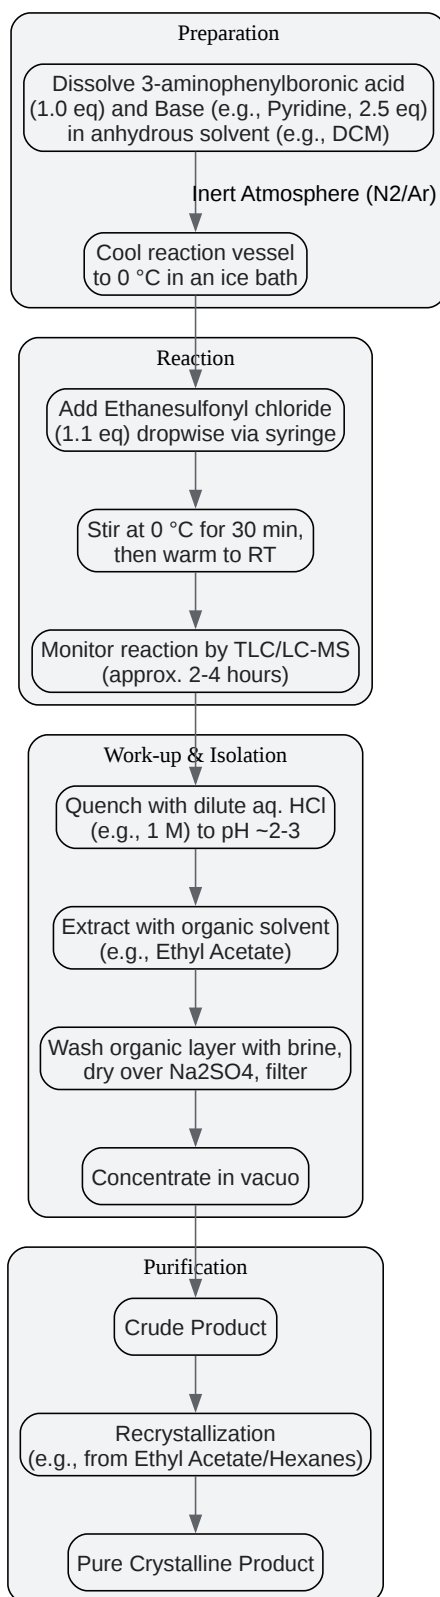 Preparation
Dissolve 3-aminophenylboronic acid
(1.0 eq) and Base (e.g., Pyridine, 2.5 eq)
in anhydrous solvent (e.g., DCM)
Inert Atmosphere (N2/Ar)
Cool reaction vessel
to 0 °C in an ice bath
Reaction
Add Ethanesulfonyl chloride
(1.1 eq) dropwise via syringe
Stir at 0 °C for 30 min,
then warm to RT
Monitor reaction by TLC/LC-MS
(approx. 2-4 hours)
Work-up & Isolation
Quench with dilute aq. HCl
(e.g., 1 M) to pH ~2-3
Extract with organic solvent
(e.g., Ethyl Acetate)
Wash organic layer with brine,
dry over Na2SO4, filter
Concentrate in vacuo
Purification
Crude Product
Recrystallization
(e.g., from Ethyl Acetate/Hexanes)
Pure Crystalline Product